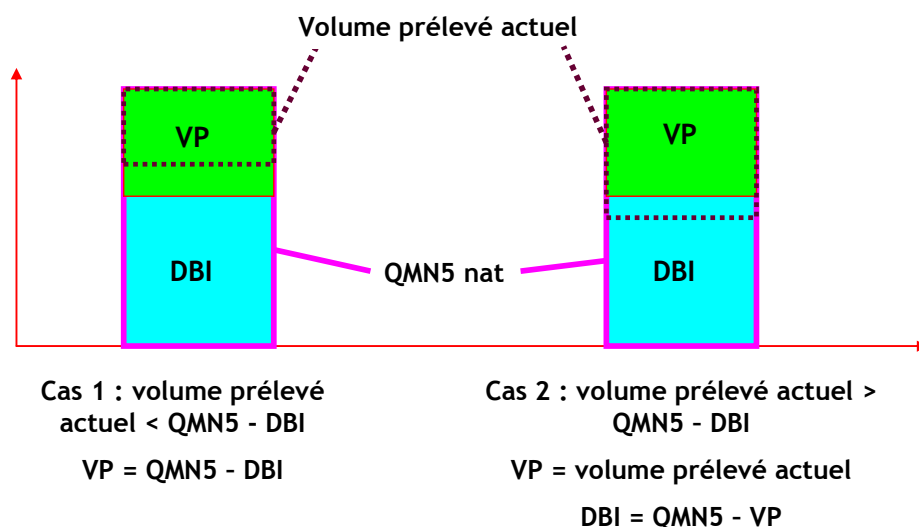 Volume prélevé actuel
VP
VP
DBI
QMN5 nat
DBI
Cas 1 : volume prélevé
actuel < QMN5 - DBI
VP = QMN5 - DBI
Cas 2 : volume prélevé actuel >
QMN5 – DBI
VP = volume prélevé actuel
DBI = QMN5 – VP